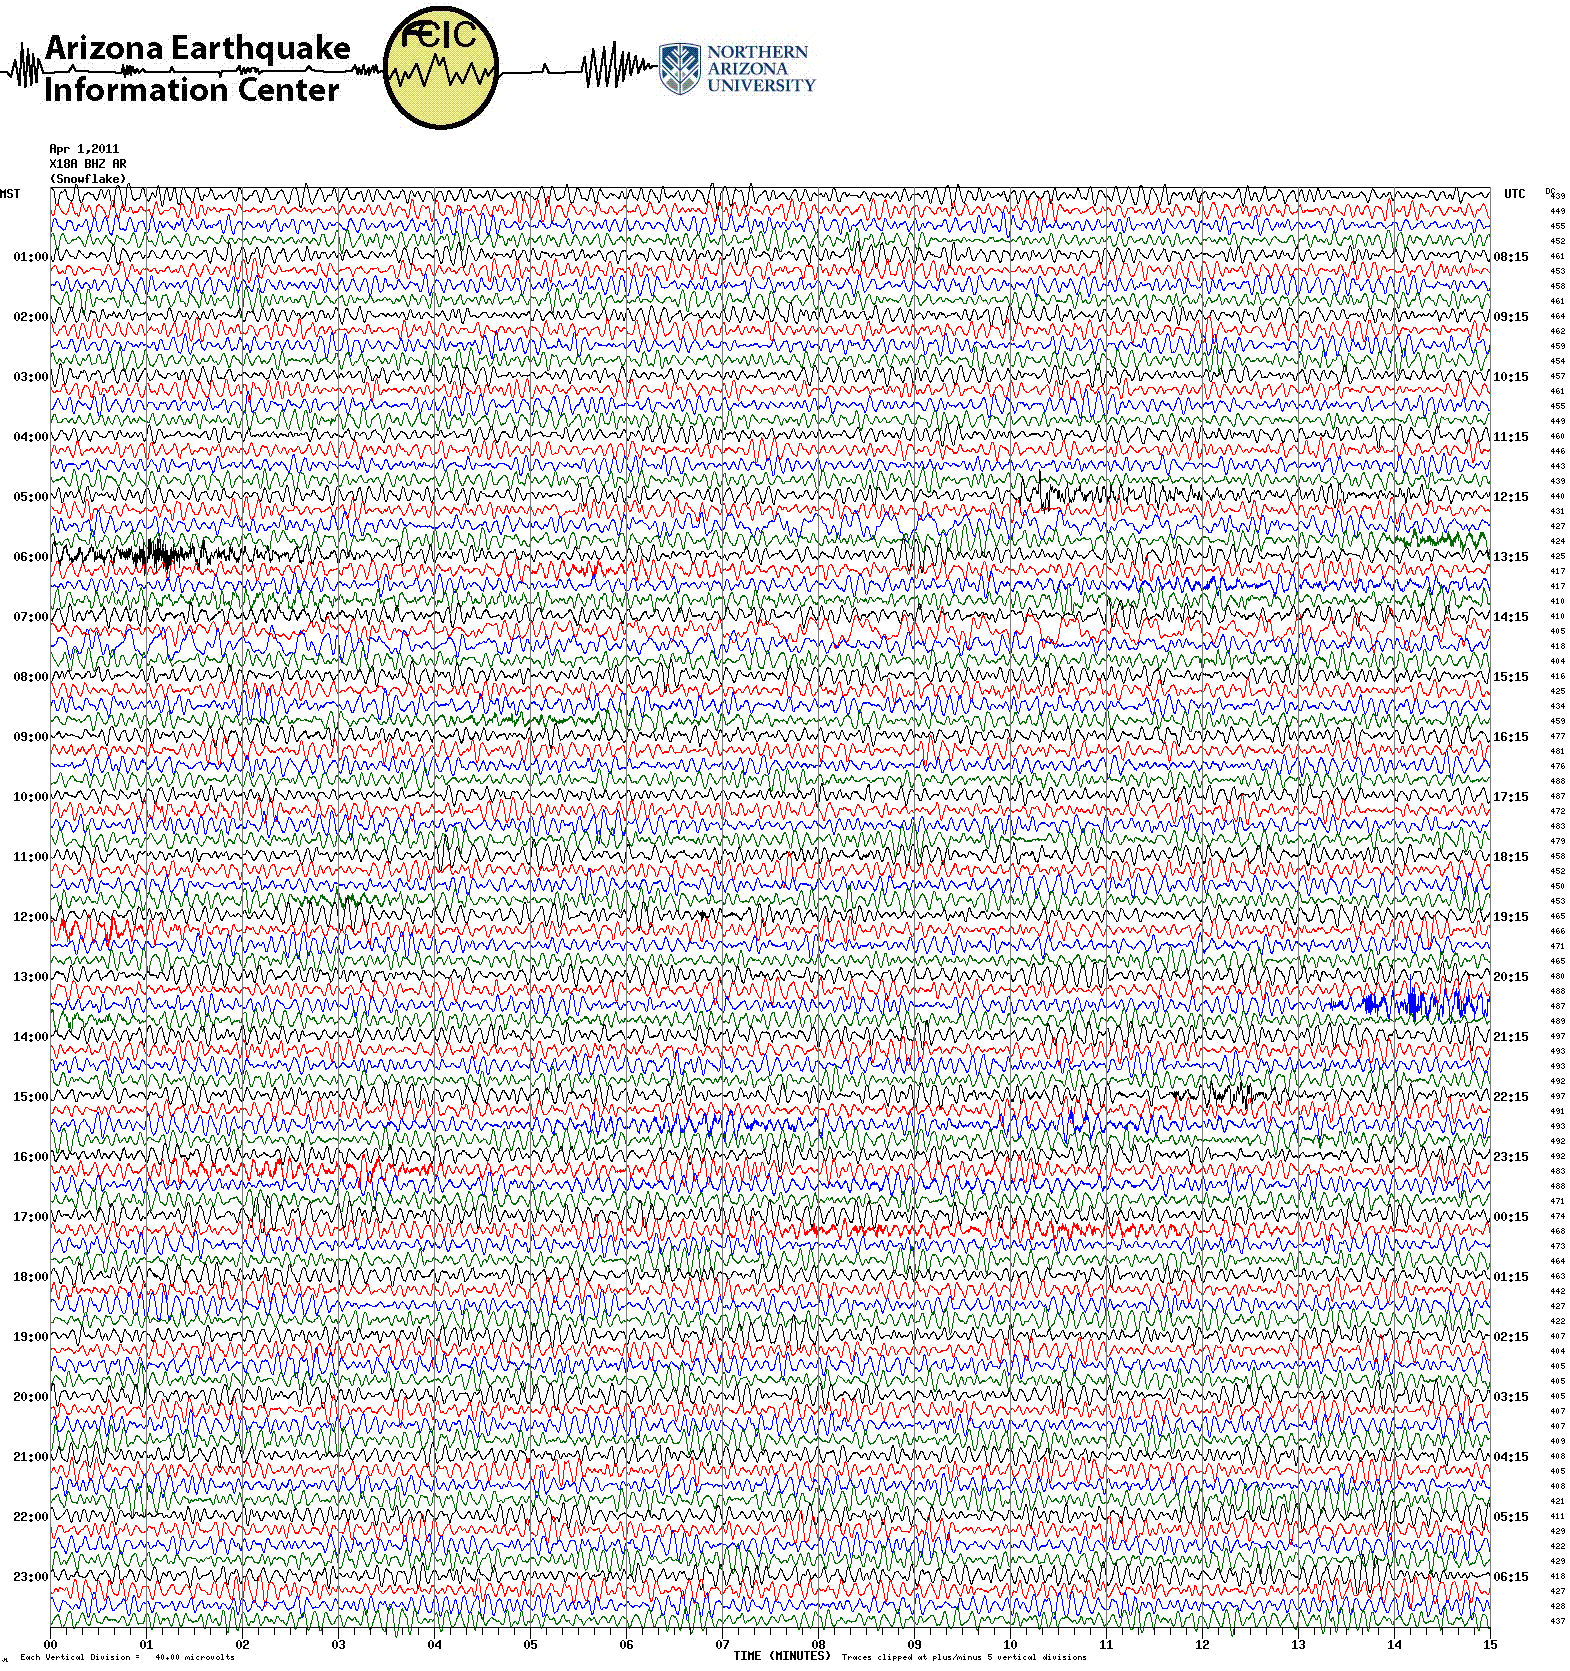 Arizona Earthquake
Information Center
ÆEIC
NORTHERN
ARIZONA
UNIVERSITY
Apr 1,2011
X18A BHZ AR
(Snowflake)
MST UTC DC
439
449
455
452
01:00 08:15 461
453
458
461
02:00 09:15 464
462
459
454
03:00 10:15 457
461
455
449
04:00 11:15 460
446
443
439
05:00 12:15 440
431
427
424
06:00 13:15 425
417
417
410
07:00 14:15 410
405
418
404
08:00 15:15 416
425
434
459
09:00 16:15 477
481
476
488
10:00 17:15 487
472
483
479
11:00 18:15 458
452
450
453
12:00 19:15 465
466
471
465
13:00 20:15 480
488
487
489
14:00 21:15 497
493
493
492
15:00 22:15 497
491
493
492
16:00 23:15 492
483
488
471
17:00 00:15 474
468
473
464
18:00 01:15 463
442
427
422
19:00 02:15 407
404
405
405
20:00 03:15 405
407
407
409
21:00 04:15 408
405
408
421
22:00 05:15 411
429
422
429
23:00 06:15 418
427
428
437
00 01 02 03 04 05 06 07 08 09 10 11 12 13 14 15
TIME (MINUTES)
Each Vertical Division = 40.00 microvolts
Traces clipped at plus/minus 5 vertical divisions